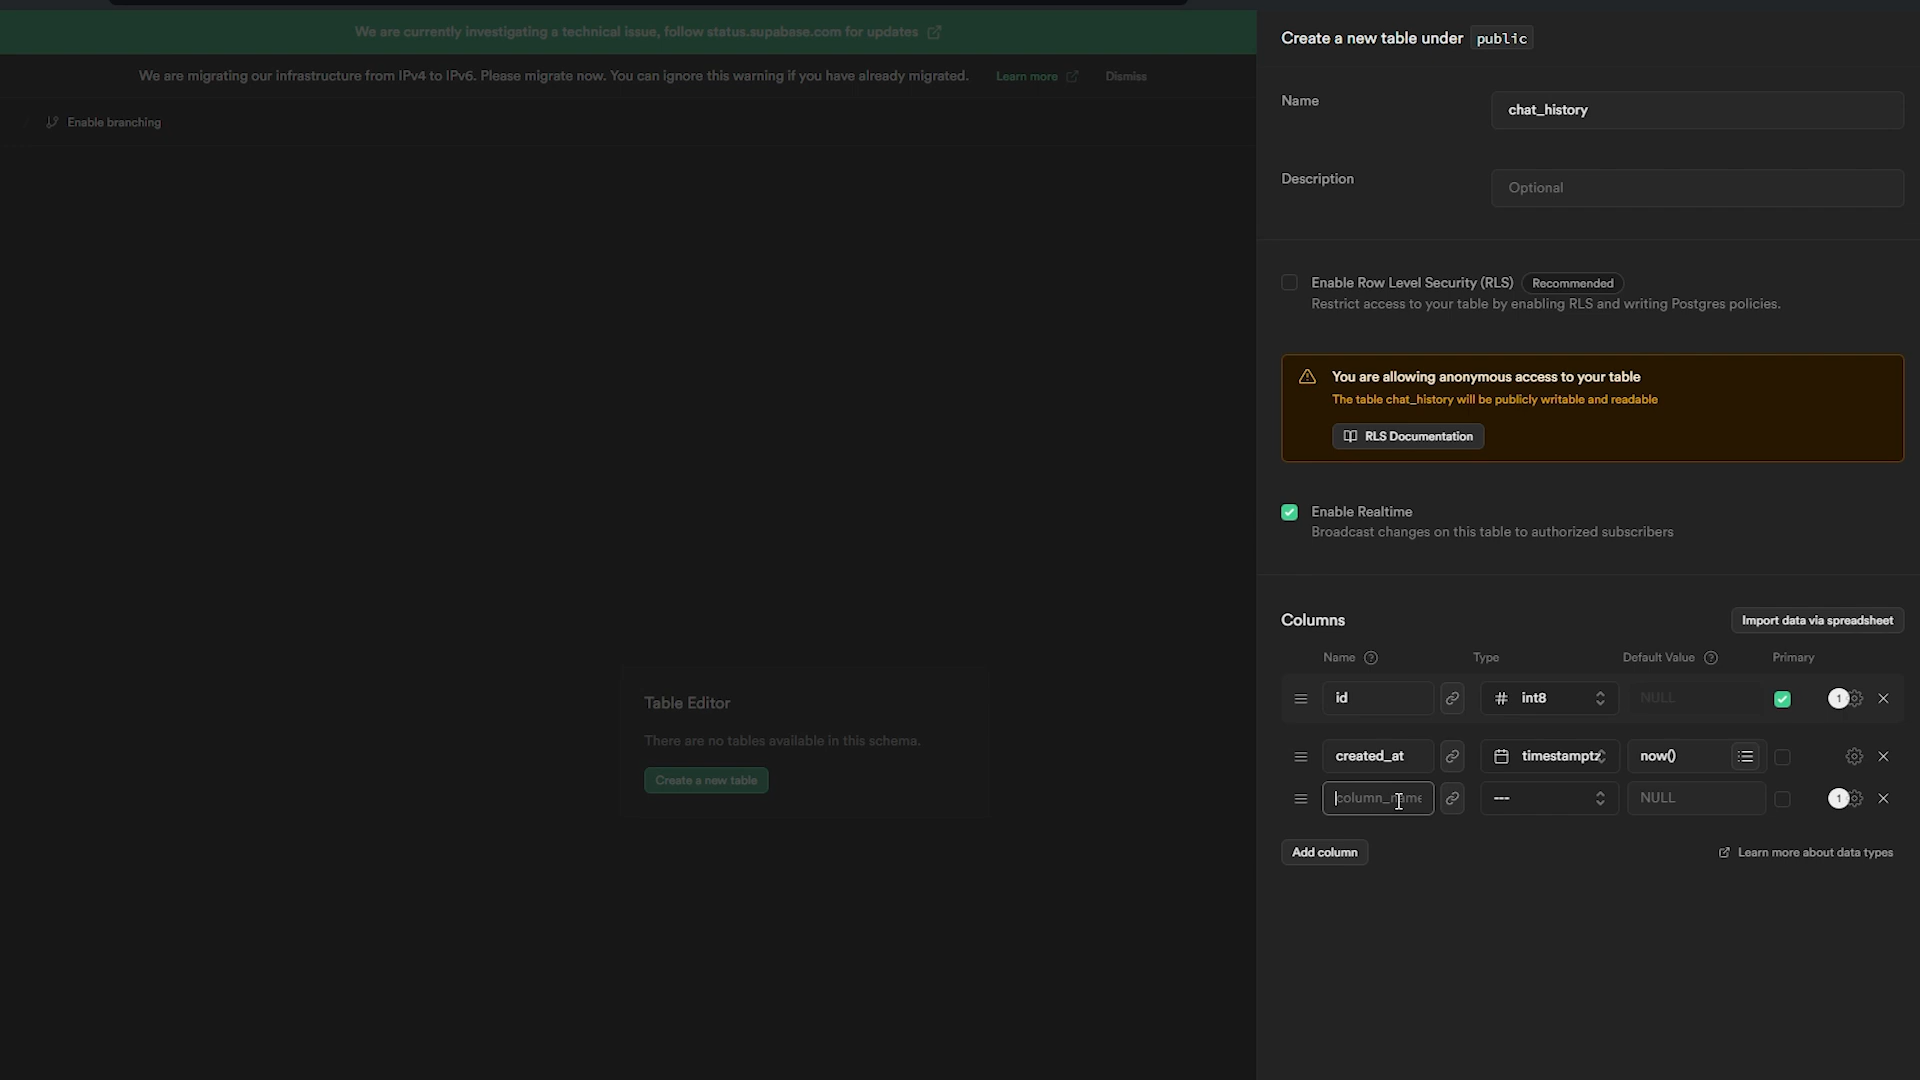 We are currently investigating a technical issue, follow status.supabase.com for updates
We are migrating our infrastructure from IPv4 to IPv6. Please migrate now. You can ignore this warning if you have already migrated. Learn more Dismiss
Enable branching
Table Editor
There are no tables available in this schema.
Create a new table
Create a new table under public
Name
chat_history
Description
Optional
Enable Row Level Security (RLS) Recommended
Restrict access to your table by enabling RLS and writing Postgres policies.
You are allowing anonymous access to your table
The table chat_history will be publicly writable and readable
RLS Documentation
Enable Realtime
Broadcast changes on this table to authorized subscribers
Columns
Import data via spreadsheet
Name ? Type Default Value ? Primary
id # int8 NULL 1
created_at timestamptz now()
column_name --- NULL 1
Add column
Learn more about data types